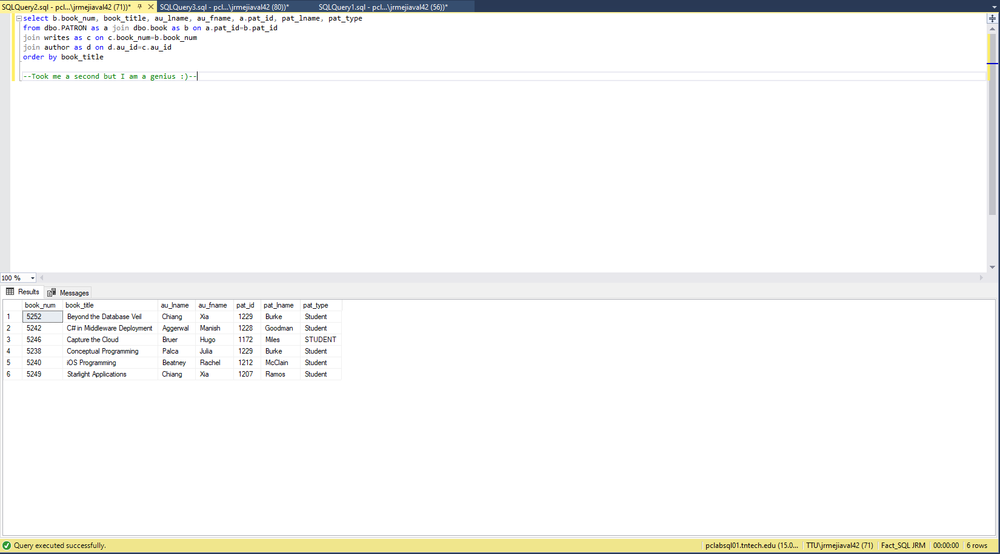 SQLQuery2.sql - pcl...\jrmejiaval42 (71))* SQLQuery3.sql - pcl...\jrmejiaval42 (80))* SQLQuery1.sql - pcl...\jrmejiaval42 (56))*
select b.book_num, book_title, au_lname, au_fname, a.pat_id, pat_lname, pat_type
from dbo.PATRON as a join dbo.book as b on a.pat_id=b.pat_id
join writes as c on c.book_num=b.book_num
join author as d on d.au_id=c.au_id
order by book_title
--Took me a second but I am a genius :)--
100 %
Results Messages
book_num book_title au_lname au_fname pat_id pat_lname pat_type
1 5252 Beyond the Database Veil Chiang Xia 1229 Burke Student
2 5242 C# in Middleware Deployment Aggerwal Manish 1228 Goodman Student
3 5246 Capture the Cloud Bruer Hugo 1172 Miles STUDENT
4 5238 Conceptual Programming Palca Julia 1229 Burke Student
5 5240 iOS Programming Beatney Rachel 1212 McClain Student
6 5249 Starlight Applications Chiang Xia 1207 Ramos Student
Query executed successfully. pclabsql01.tntech.edu (15.0... TTU\jrmejiaval42 (71) Fact_SQL JRM 00:00:00 6 rows